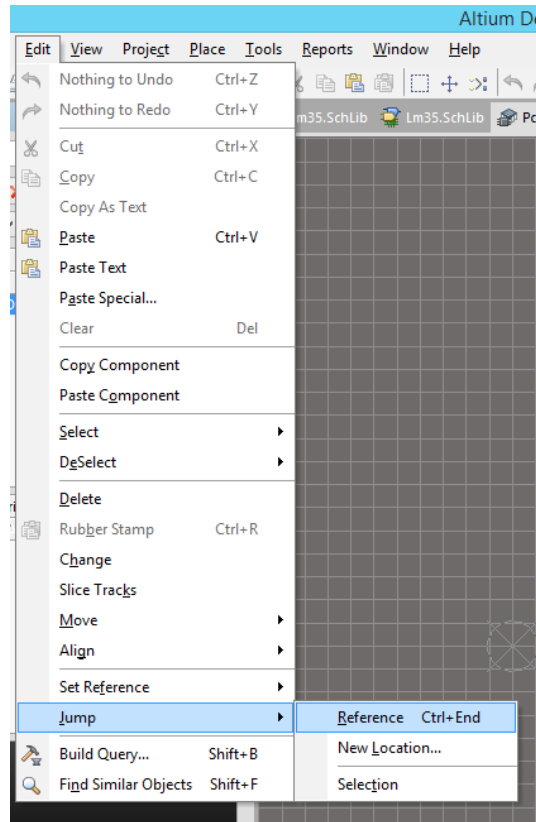 Altium De
Edit View Project Place Tools Reports Window Help
Nothing to Undo Ctrl+Z
Nothing to Redo Ctrl+Y
m35.SchLib Lm35.SchLib Pc
Cut Ctrl+X
Copy Ctrl+C
Copy As Text
Paste Ctrl+V
Paste Text
Paste Special...
Clear Del
Copy Component
Paste Component
Select
DeSelect
Delete
Rubber Stamp Ctrl+R
Change
Slice Tracks
Move
Align
Set Reference
Jump
Reference Ctrl+End
Build Query... Shift+B
New Location...
Find Similar Objects Shift+F
Selection